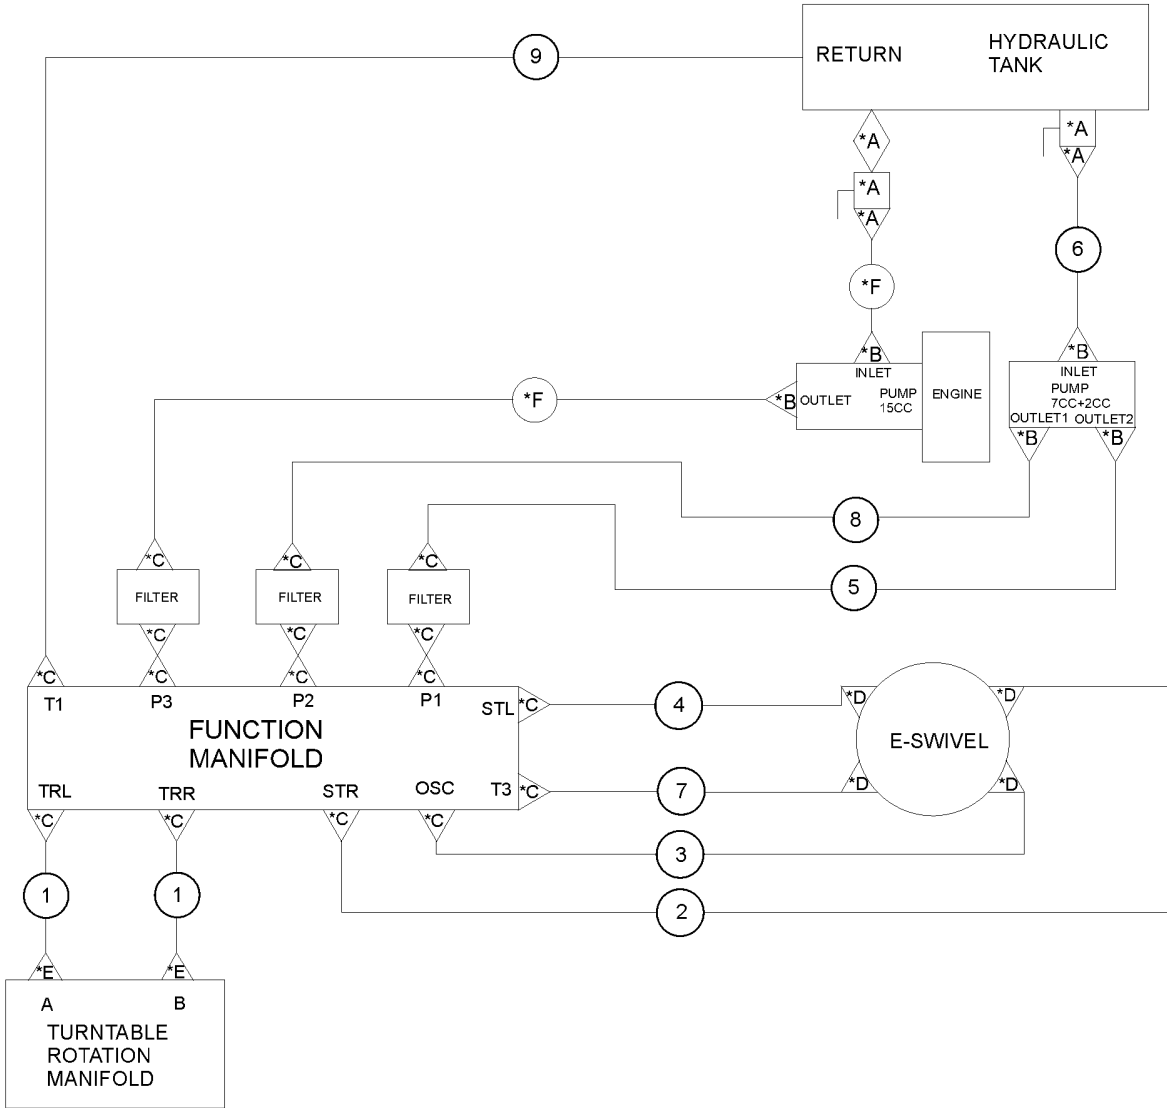 HYDRAULIC
TANK
RETURN
9
*A
*A
*A
*A
*A
6
*F
*B
INLET
*B
INLET
*F
*B
OUTLET
PUMP
15CC
ENGINE
PUMP
7CC+2CC
OUTLET1
OUTLET2
*B
*B
8
5
*C
*C
*C
FILTER
FILTER
FILTER
*C
*C
*C
*C
*C
*C
*C
T1
P3
P2
P1
STL
*C
4
*D
*D
FUNCTION
MANIFOLD
E-SWIVEL
TRL
TRR
STR
OSC
T3
*C
7
*D
*D
*C
*C
*C
*C
3
1
1
2
*E
*E
A
B
TURNTABLE
ROTATION
MANIFOLD